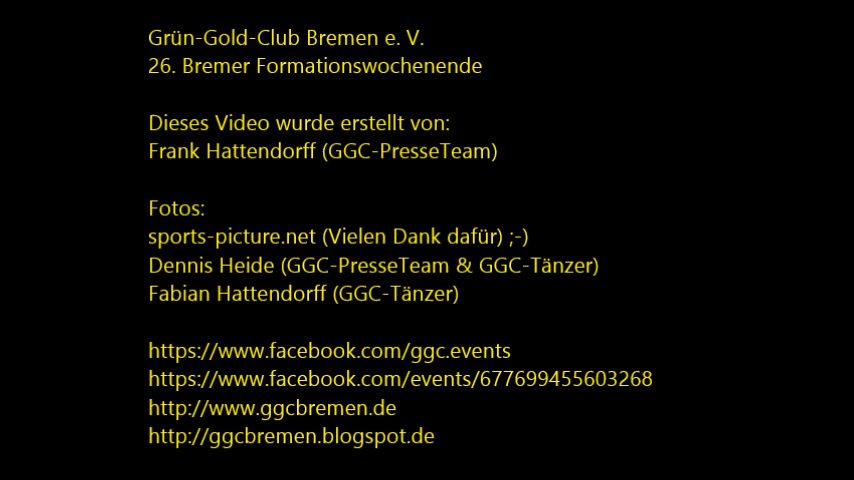 Grün-Gold-Club Bremen e. V.
26. Bremer Formationswochenende
Dieses Video wurde erstellt von:
Frank Hattendorff (GGC-PresseTeam)
Fotos:
sports-picture.net (Vielen Dank dafür) ;-)
Dennis Heide (GGC-PresseTeam & GGC-Tänzer)
Fabian Hattendorff (GGC-Tänzer)
https://www.facebook.com/ggc.events
https://www.facebook.com/events/677699455603268
http://www.ggcbremen.de
http://ggcbremen.blogspot.de